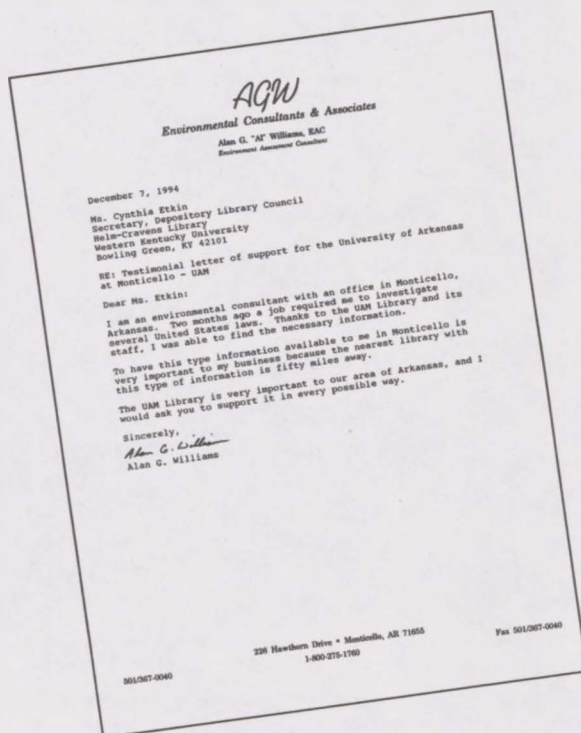 AGW
Environmental Consultants & Associates
Alan G. "Al" Williams, EAC
Environment Assessment Consultant
December 7, 1994
Ms. Cynthia Etkin
Secretary, Depository Library Council
Helm-Cravens Library
Western Kentucky University
Bowling Green, KY 42101
RE: Testimonial letter of support for the University of Arkansas
at Monticello - UAM
Dear Ms. Etkin:
I am an environmental consultant with an office in Monticello,
Arkansas. Two months ago a job required me to investigate
several United States laws. Thanks to the UAM Library and its
staff, I was able to find the necessary information.
To have this type information available to me in Monticello is
very important to my business because the nearest library with
this type of information is fifty miles away.
The UAM Library is very important to our area of Arkansas, and I
would ask you to support it in every possible way.
Sincerely,
Alan G. Williams
Alan G. Williams
226 Hawthorn Drive * Monticello, AR 71655
501/367-0040 1-800-275-1760 Fax 501/367-0040